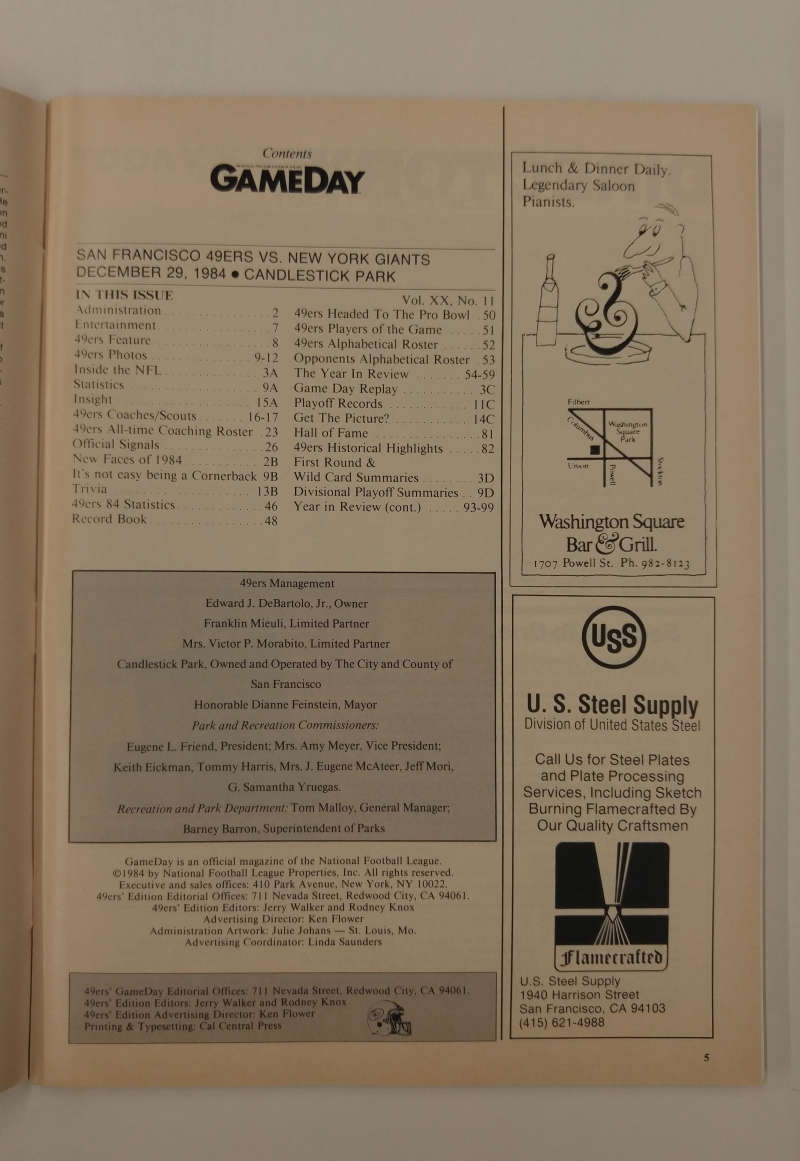 Contents
GAMEDAY
SAN FRANCISCO 49ERS VS. NEW YORK GIANTS
DECEMBER 29, 1984 ● CANDLESTICK PARK
IN THIS ISSUE
Vol. XX, No. 11
Administration 2
Entertainment 7
49ers Feature 8
49ers Photos 9-12
Inside the NFL 3A
Statistics 9A
Insight 15A
49ers Coaches/Scouts 16-17
49ers All-time Coaching Roster 23
Official Signals 26
New Faces of 1984 2B
It's not easy being a Cornerback 9B
Trivia 13B
49ers 84 Statistics 46
Record Book 48
49ers Headed To The Pro Bowl 50
49ers Players of the Game 51
49ers Alphabetical Roster 52
Opponents Alphabetical Roster 53
The Year In Review 54-59
Game Day Replay 3C
Playoff Records 11C
Get The Picture? 14C
Hall of Fame 81
49ers Historical Highlights 82
First Round &
Wild Card Summaries 3D
Divisional Playoff Summaries 9D
Year in Review (cont.) 93-99
49ers Management
Edward J. DeBartolo, Jr., Owner
Franklin Mieuli, Limited Partner
Mrs. Victor P. Morabito, Limited Partner
Candlestick Park, Owned and Operated by The City and County of
San Francisco
Honorable Dianne Feinstein, Mayor
Park and Recreation Commissioners:
Eugene L. Friend, President; Mrs. Amy Meyer, Vice President;
Keith Eickman, Tommy Harris, Mrs. J. Eugene McAteer, Jeff Mori,
G. Samantha Yruegas.
Recreation and Park Department: Tom Malloy, General Manager;
Barney Barron, Superintendent of Parks
GameDay is an official magazine of the National Football League.
©1984 by National Football League Properties, Inc. All rights reserved.
Executive and sales offices: 410 Park Avenue, New York, NY 10022.
49ers' Edition Editorial Offices: 711 Nevada Street, Redwood City, CA 94061.
49ers' Edition Editors: Jerry Walker and Rodney Knox
Advertising Director: Ken Flower
Administration Artwork: Julie Johans — St. Louis, Mo.
Advertising Coordinator: Linda Saunders
49ers' GameDay Editorial Offices: 711 Nevada Street, Redwood City, CA 94061.
49ers' Edition Editors: Jerry Walker and Rodney Knox
49ers' Edition Advertising Director: Ken Flower
Printing & Typesetting: Cal Central Press
Lunch & Dinner Daily.
Legendary Saloon
Pianists.
Filbert
Columbus
Washington
Square
Park
Union
Powell
Stockton
Washington Square
Bar & Grill.
1707 Powell St. Ph. 982-8123
USS
U. S. Steel Supply
Division of United States Steel
Call Us for Steel Plates
and Plate Processing
Services, Including Sketch
Burning Flamecrafted By
Our Quality Craftsmen
Flamecrafted
U.S. Steel Supply
1940 Harrison Street
San Francisco, CA 94103
(415) 621-4988
5